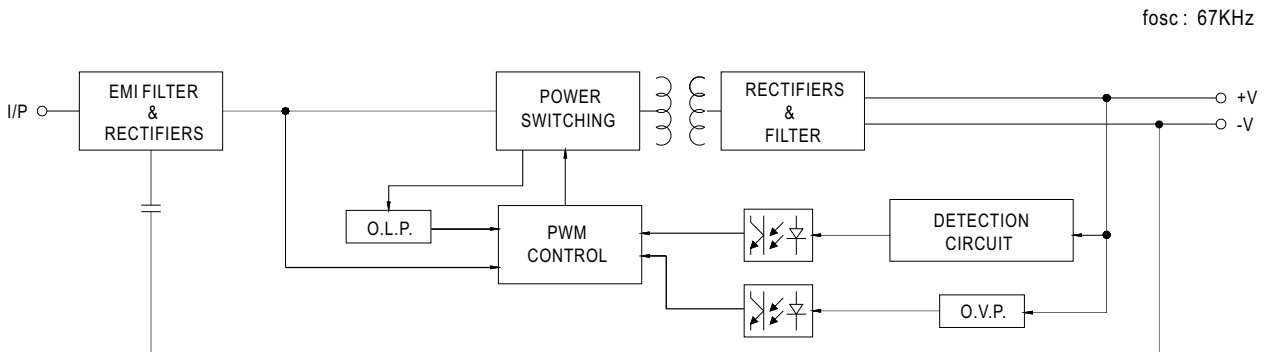 fosc : 67KHz
I/P
EMI FILTER
&
RECTIFIERS
POWER
SWITCHING
RECTIFIERS
&
FILTER
+V
-V
O.L.P.
PWM
CONTROL
DETECTION
CIRCUIT
O.V.P.